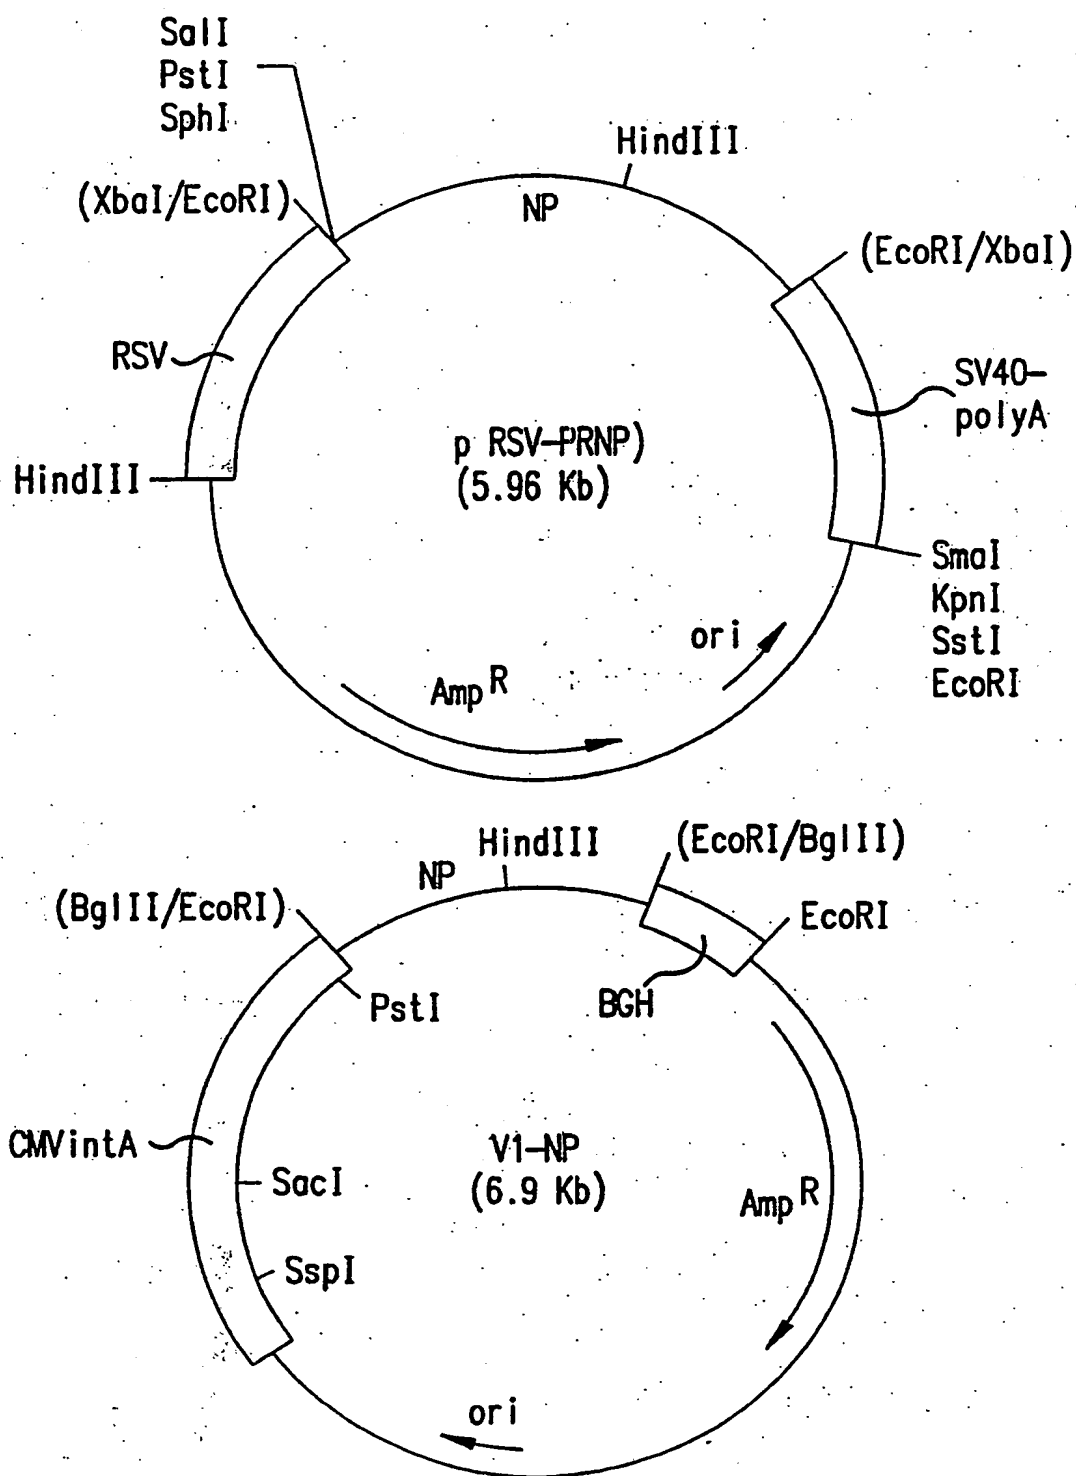 SalI
PstI
SphI
HindIII
(XbaI/EcoRI)
NP
(EcoRI/XbaI)
RSV
SV40-
polyA
p RSV-PRNP)
(5.96 Kb)
HindIII
SmaI
KpnI
SstI
EcoRI
ori
Amp R
HindIII
(EcoRI/BglII)
NP
(BglII/EcoRI)
EcoRI
PstI
BGH
CMVintA
V1-NP
(6.9 Kb)
SacI
Amp R
SspI
ori